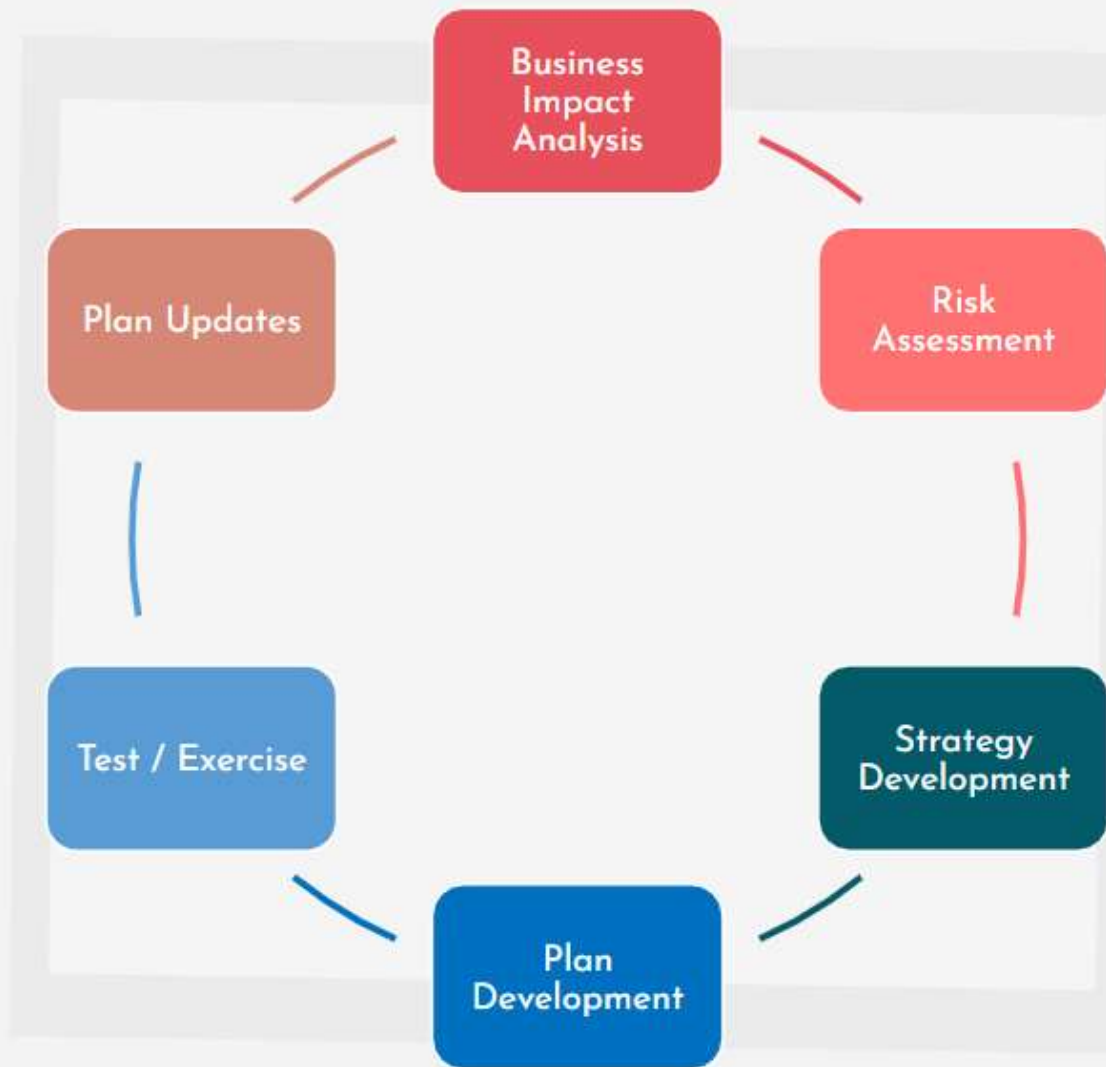 Business
Impact
Analysis
Risk
Assessment
Strategy
Development
Plan
Development
Test / Exercise
Plan Updates